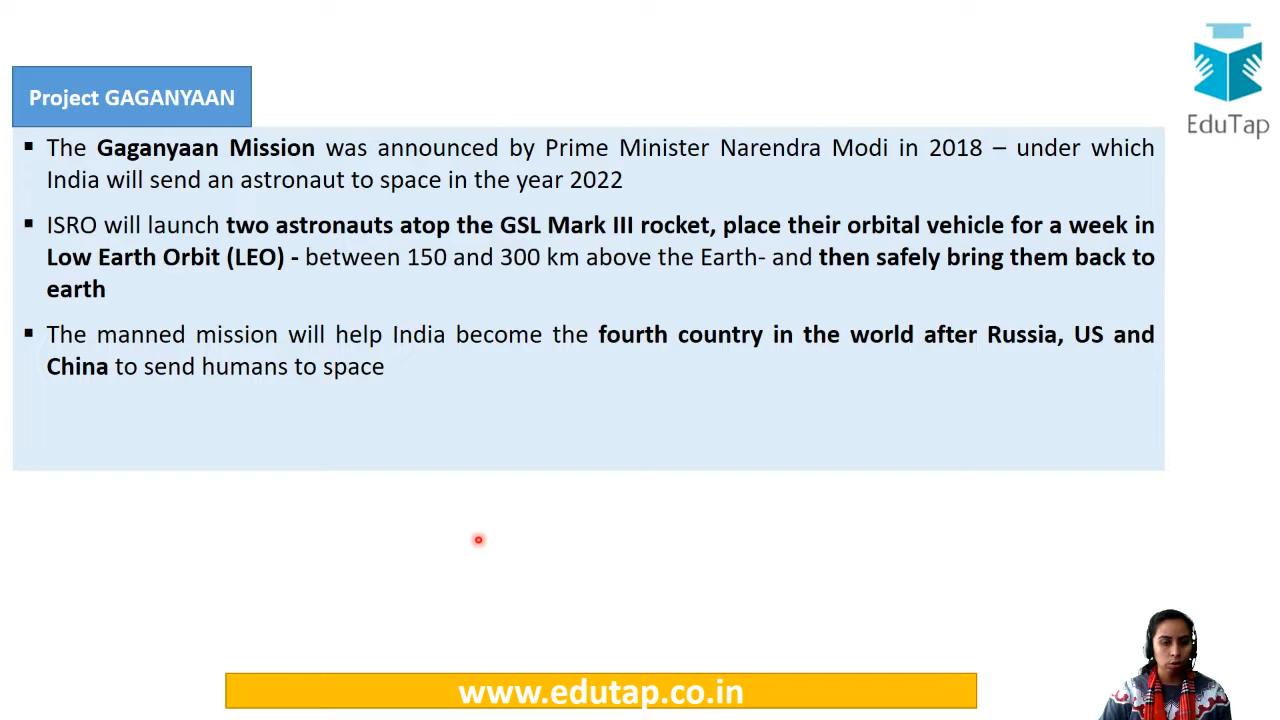 EduTap
Project GAGANYAAN
▪ The Gaganyaan Mission was announced by Prime Minister Narendra Modi in 2018 – under which
India will send an astronaut to space in the year 2022
▪ ISRO will launch two astronauts atop the GSL Mark III rocket, place their orbital vehicle for a week in
Low Earth Orbit (LEO) - between 150 and 300 km above the Earth- and then safely bring them back to
earth
▪ The manned mission will help India become the fourth country in the world after Russia, US and
China to send humans to space
www.edutap.co.in